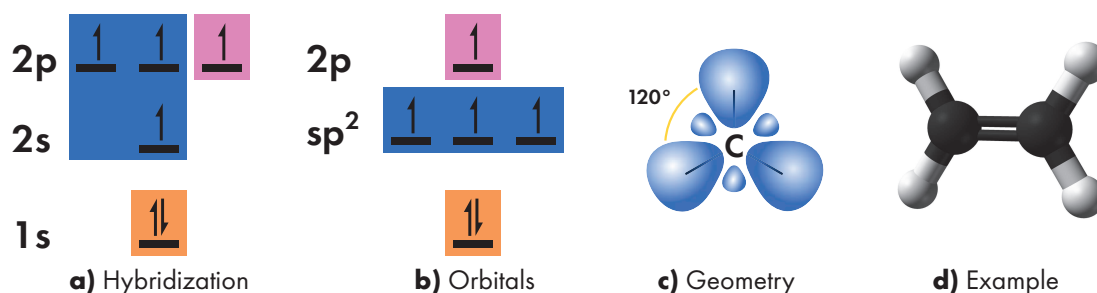 2p
2s
1s
a) Hybridization
2p
sp²
b) Orbitals
120°
C
c) Geometry
d) Example